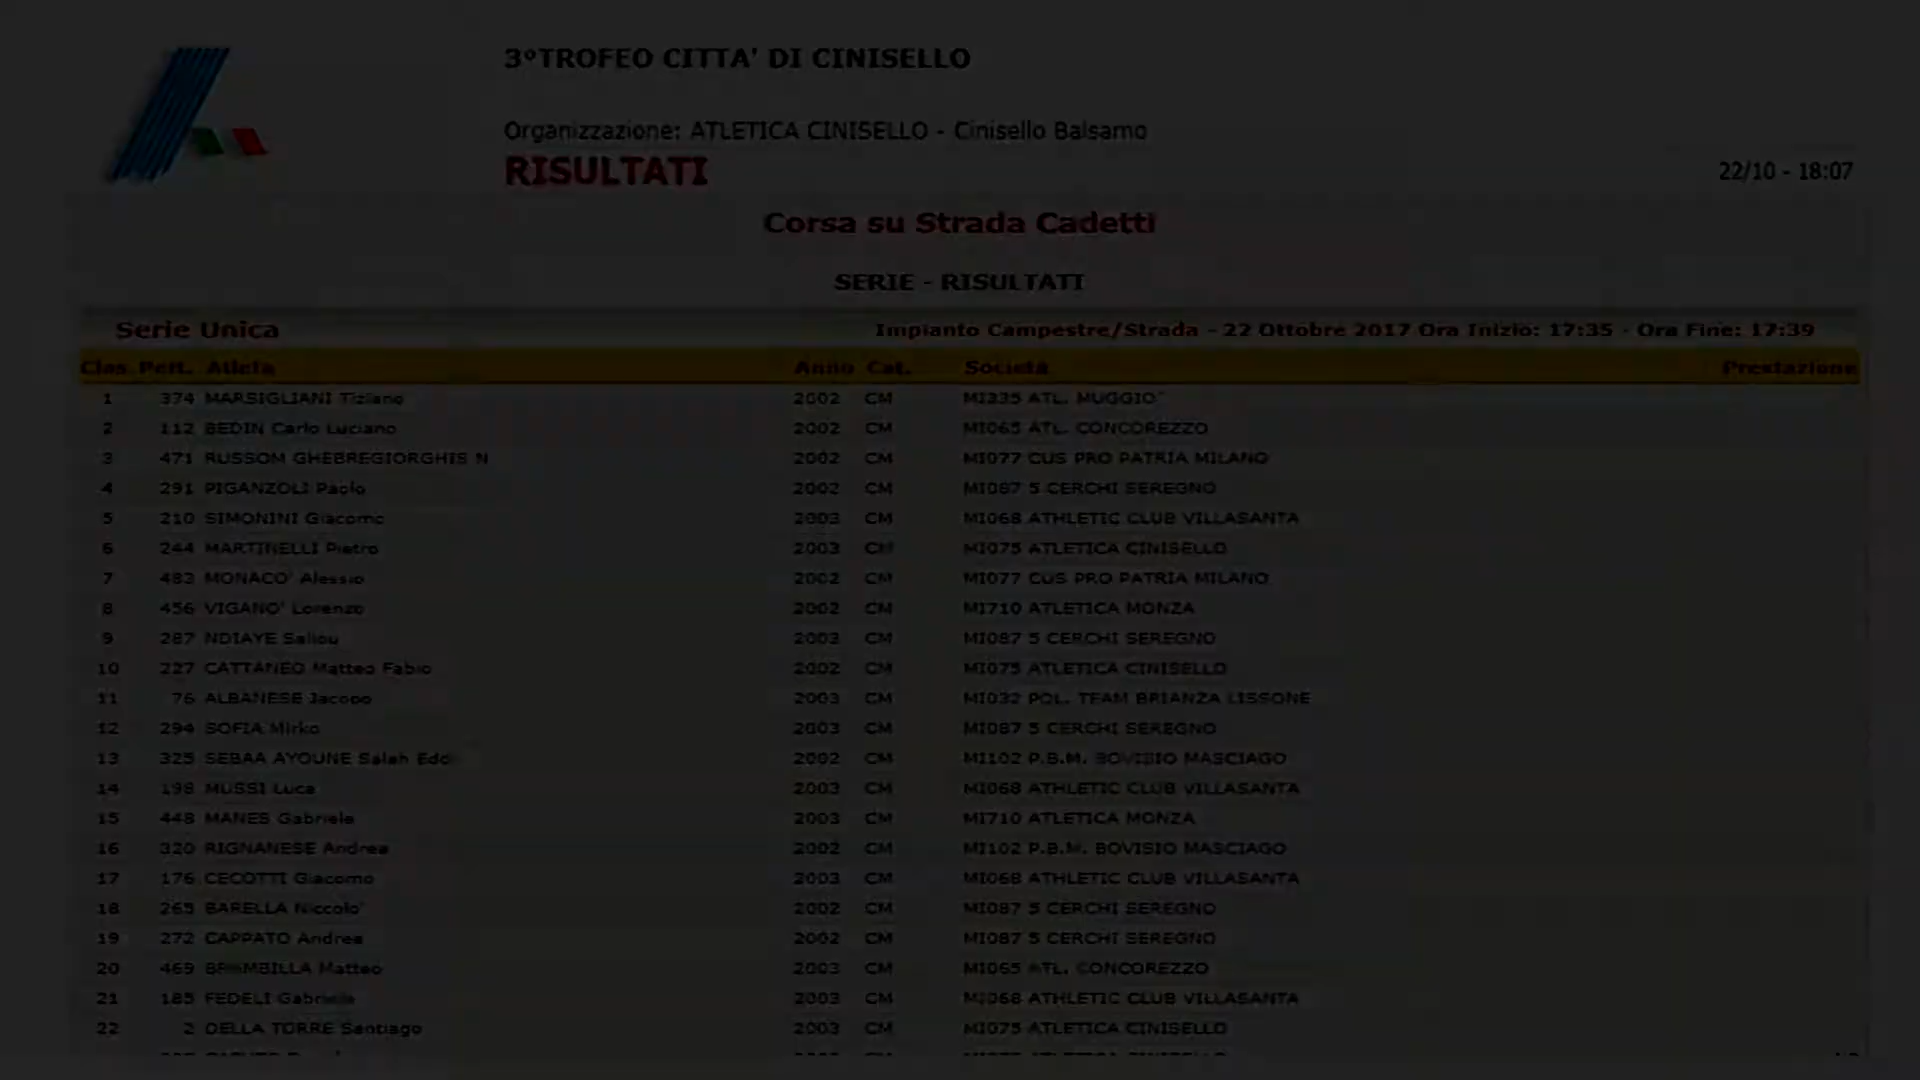 3°TROFEO CITTA' DI CINISELLO
Organizzazione: ATLETICA CINISELLO - Cinisello Balsamo
RISULTATI
22/10 - 18:07
Corsa su Strada Cadetti
SERIE - RISULTATI
Serie Unica Impianto Campestre/Strada - 22 Ottobre 2017 Ora Inizio: 17:35 - Ora Fine: 17:39
Clas. Pett. Atleta Anno Cat. Società Prestazione
1 374 MARSIGLIANI Tiziano 2002 CM MI335 ATL. MUGGIO'
2 112 BEDIN Carlo Luciano 2002 CM MI065 ATL. CONCOREZZO
3 471 RUSSOM GHEBREGIORGHIS N 2002 CM MI077 CUS PRO PATRIA MILANO
4 291 PIGANZOLI Paolo 2002 CM MI087 5 CERCHI SEREGNO
5 210 SIMONINI Giacomo 2003 CM MI068 ATHLETIC CLUB VILLASANTA
6 244 MARTINELLI Pietro 2003 CM MI075 ATLETICA CINISELLO
7 483 MONACO' Alessio 2002 CM MI077 CUS PRO PATRIA MILANO
8 456 VIGANO' Lorenzo 2002 CM MI710 ATLETICA MONZA
9 287 NDIAYE Saliou 2003 CM MI087 5 CERCHI SEREGNO
10 227 CATTANEO Matteo Fabio 2002 CM MI075 ATLETICA CINISELLO
11 76 ALBANESE Jacopo 2003 CM MI032 POL. TEAM BRIANZA LISSONE
12 294 SOFIA Mirko 2003 CM MI087 5 CERCHI SEREGNO
13 325 SEBAA AYOUNE Salah Edd 2002 CM MI102 P.B.M. BOVISIO MASCIAGO
14 198 MUSSI Luca 2003 CM MI068 ATHLETIC CLUB VILLASANTA
15 448 MANES Gabriele 2003 CM MI710 ATLETICA MONZA
16 320 RIGNANESE Andrea 2002 CM MI102 P.B.M. BOVISIO MASCIAGO
17 176 CECOTTI Giacomo 2003 CM MI068 ATHLETIC CLUB VILLASANTA
18 265 BARELLA Niccolo' 2002 CM MI087 5 CERCHI SEREGNO
19 272 CAPPATO Andrea 2002 CM MI087 5 CERCHI SEREGNO
20 469 BRAMBILLA Matteo 2003 CM MI065 ATL. CONCOREZZO
21 185 FEDELI Gabriele 2003 CM MI068 ATHLETIC CLUB VILLASANTA
22 2 DELLA TORRE Santiago 2003 CM MI075 ATLETICA CINISELLO